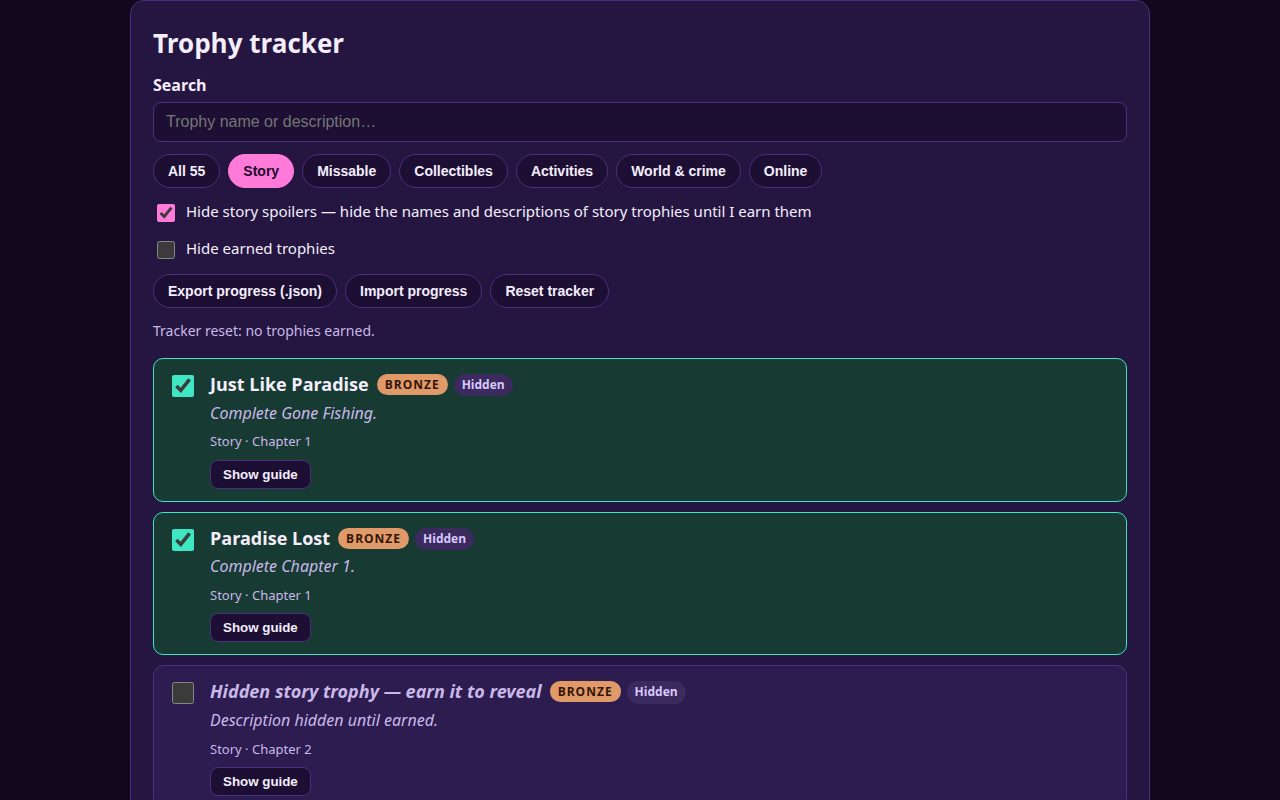 Trophy tracker
Search
Trophy name or description…
All 55 Story Missable Collectibles Activities World & crime Online
Hide story spoilers — hide the names and descriptions of story trophies until I earn them
Hide earned trophies
Export progress (.json) Import progress Reset tracker
Tracker reset: no trophies earned.
Just Like Paradise BRONZE Hidden
Complete Gone Fishing.
Story · Chapter 1
Show guide
Paradise Lost BRONZE Hidden
Complete Chapter 1.
Story · Chapter 1
Show guide
Hidden story trophy — earn it to reveal BRONZE Hidden
Description hidden until earned.
Story · Chapter 2
Show guide